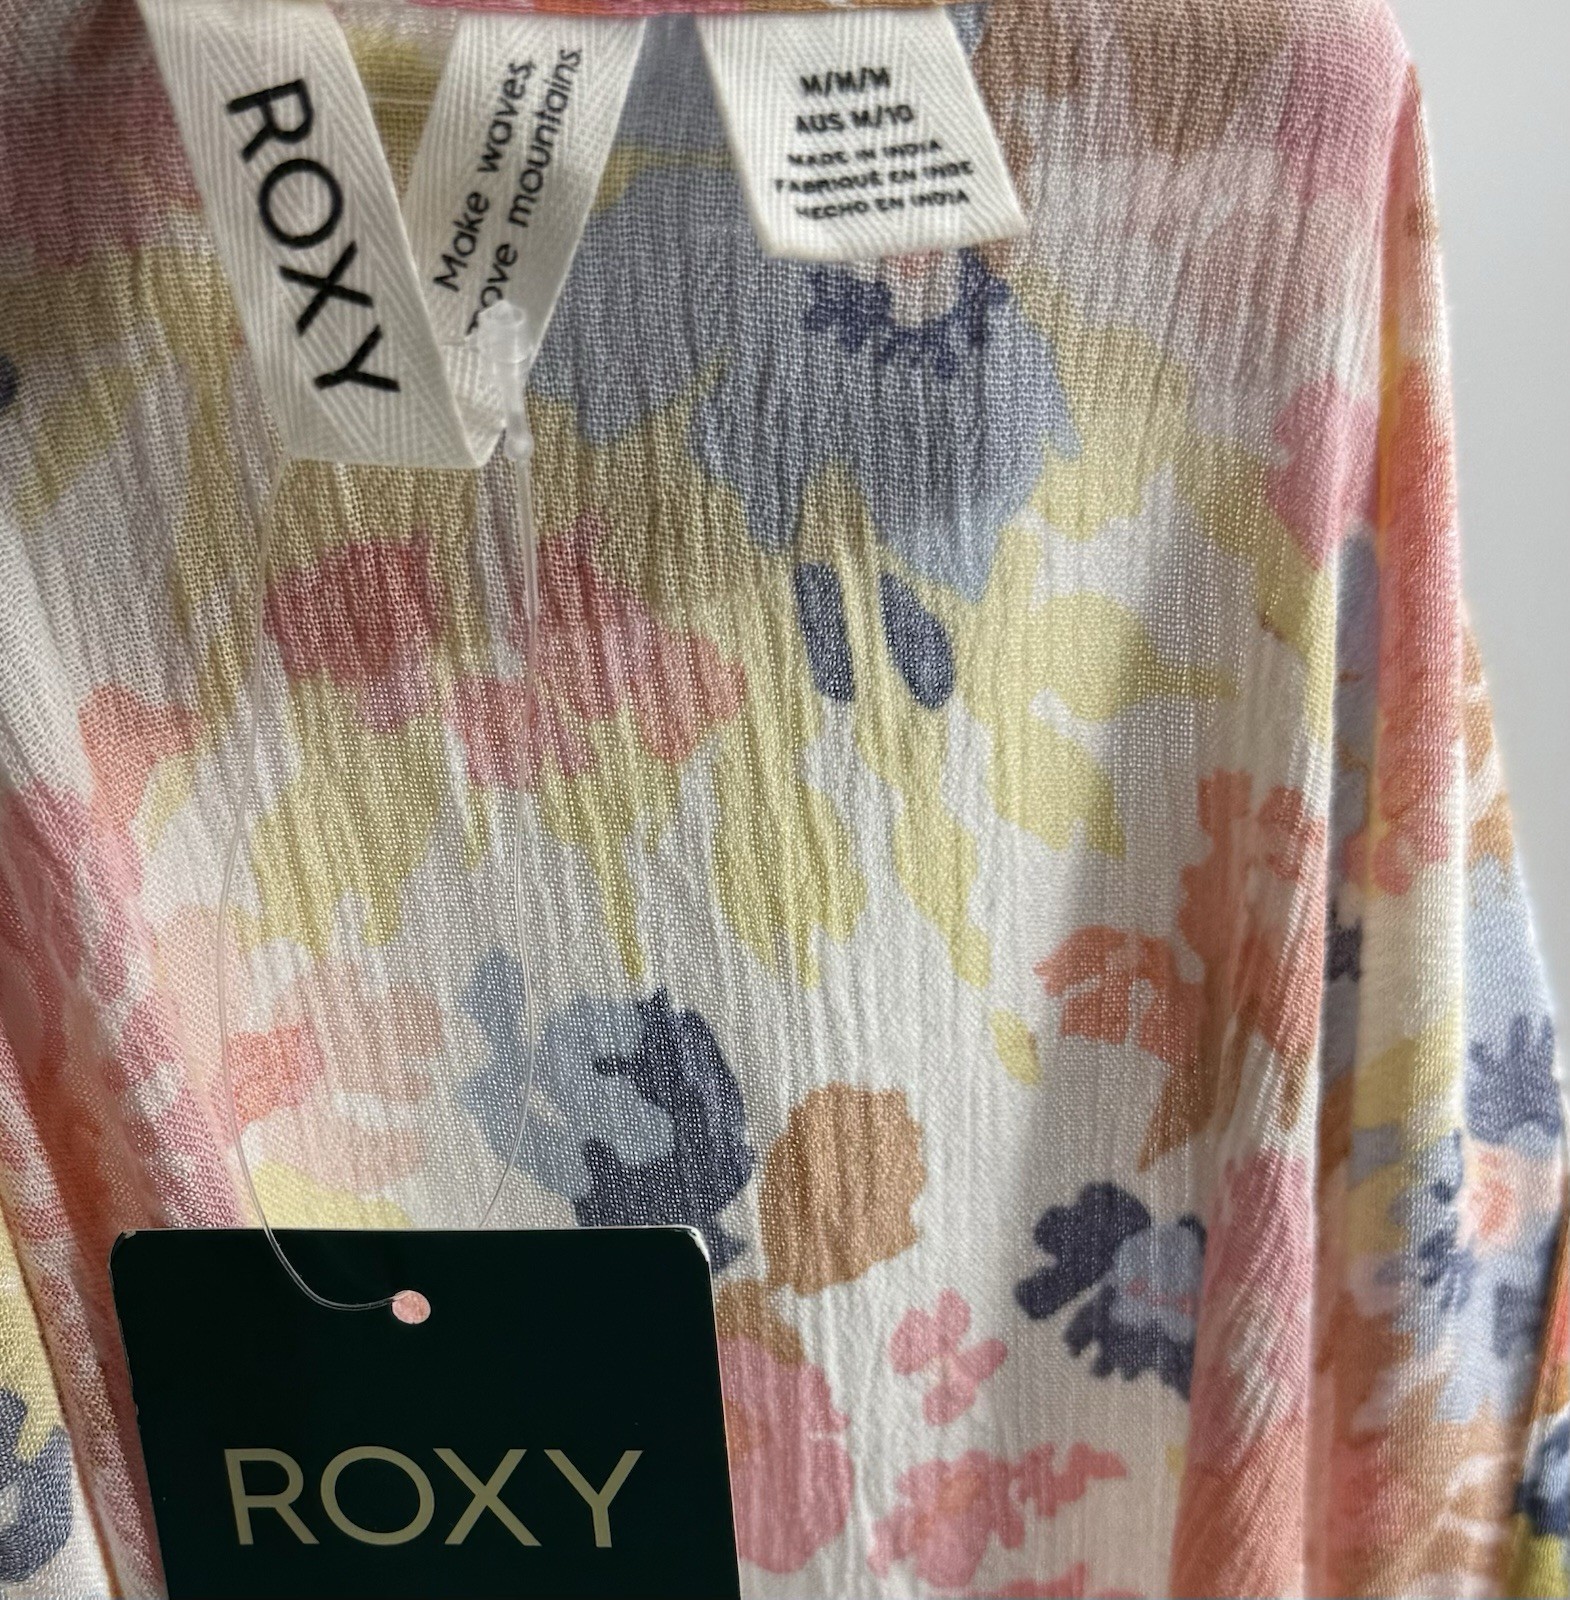 ROXY
Make waves,
move mountains.
M/M/M
AUS M/10
MADE IN INDIA
FABRIQUÉ EN INDE
HECHO EN INDIA
ROXY